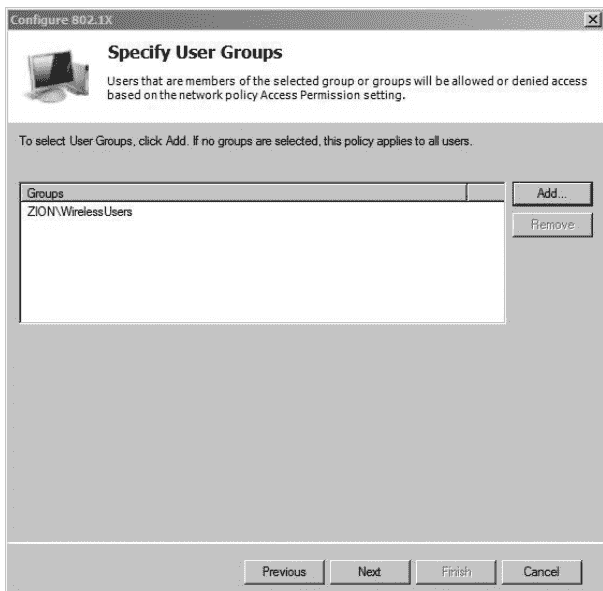 Configure 802.1X
Specify User Groups
Users that are members of the selected group or groups will be allowed or denied access
based on the network policy Access Permission setting.
To select User Groups, click Add. If no groups are selected, this policy applies to all users.
Groups
ZION\WirelessUsers
Add...
Remove
Previous
Next
Finish
Cancel